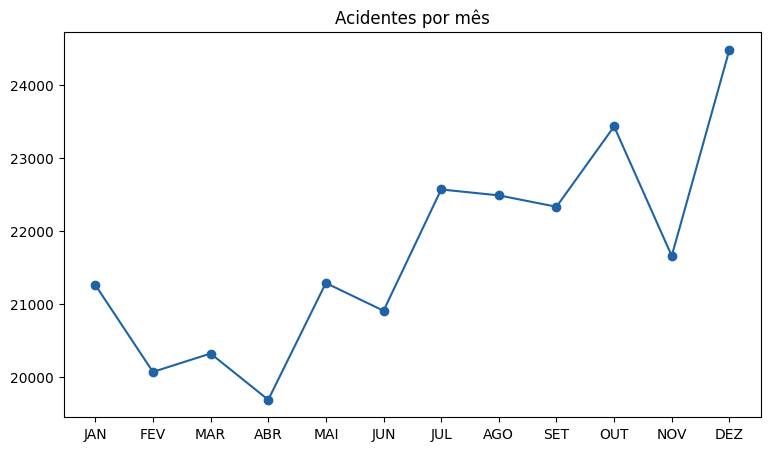 Acidentes por mês
24000
23000
22000
21000
20000
JAN FEV MAR ABR MAI JUN JUL AGO SET OUT NOV DEZ